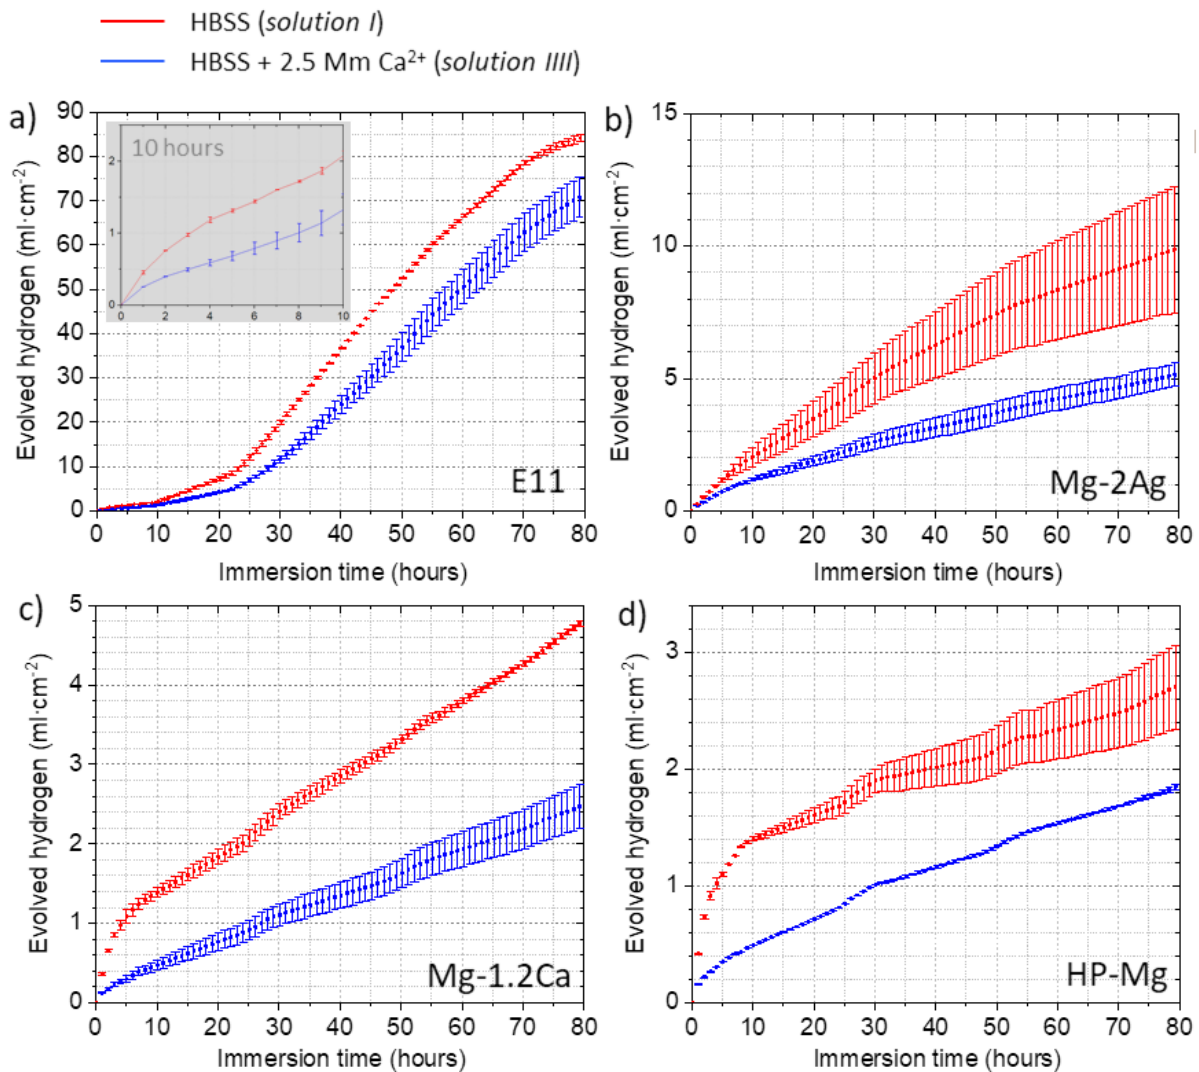 HBSS (solution I)
HBSS + 2.5 Mm Ca²⁺ (solution IIII)
a)
90
80
70
60
50
40
30
20
10
0
Evolved hydrogen (ml·cm⁻²)
10 hours
2
1
0
0 2 4 6 8 10
E11
0 10 20 30 40 50 60 70 80
Immersion time (hours)
b)
15
10
5
0
Evolved hydrogen (ml·cm⁻²)
Mg-2Ag
0 10 20 30 40 50 60 70 80
Immersion time (hours)
c)
5
4
3
2
1
0
Evolved hydrogen (ml·cm⁻²)
Mg-1.2Ca
0 10 20 30 40 50 60 70 80
Immersion time (hours)
d)
3
2
1
0
Evolved hydrogen (ml·cm⁻²)
HP-Mg
0 10 20 30 40 50 60 70 80
Immersion time (hours)